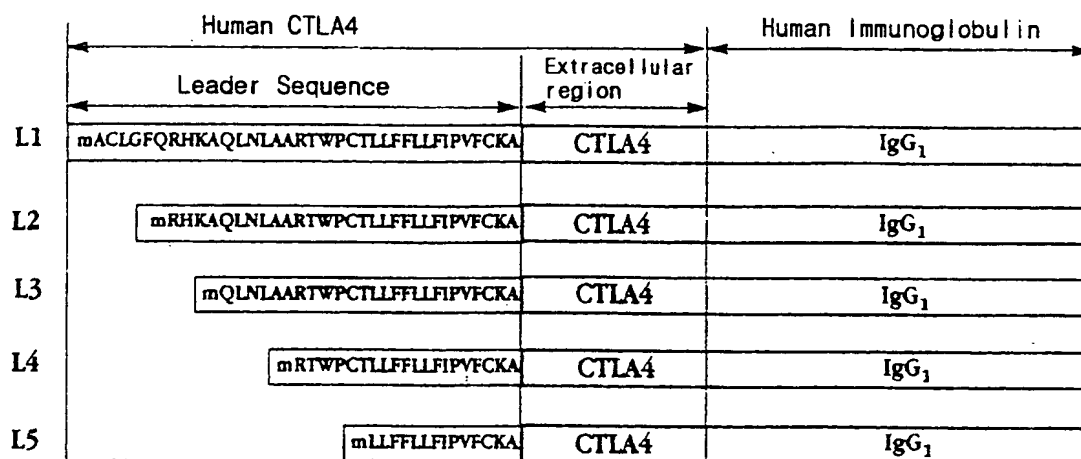 Human CTLA4 Human Immunoglobulin
Leader Sequence Extracellular region
L1 mACLGFQRHKAQLNLAARTWPCTLLFFLLFIPVFCKA CTLA4 IgG1
L2 mRHKAQLNLAARTWPCTLLFFLLFIPVFCKA CTLA4 IgG1
L3 mQLNLAARTWPCTLLFFLLFIPVFCKA CTLA4 IgG1
L4 mRTWPCTLLFFLLFIPVFCKA CTLA4 IgG1
L5 mLLFFLLFIPVFCKA CTLA4 IgG1